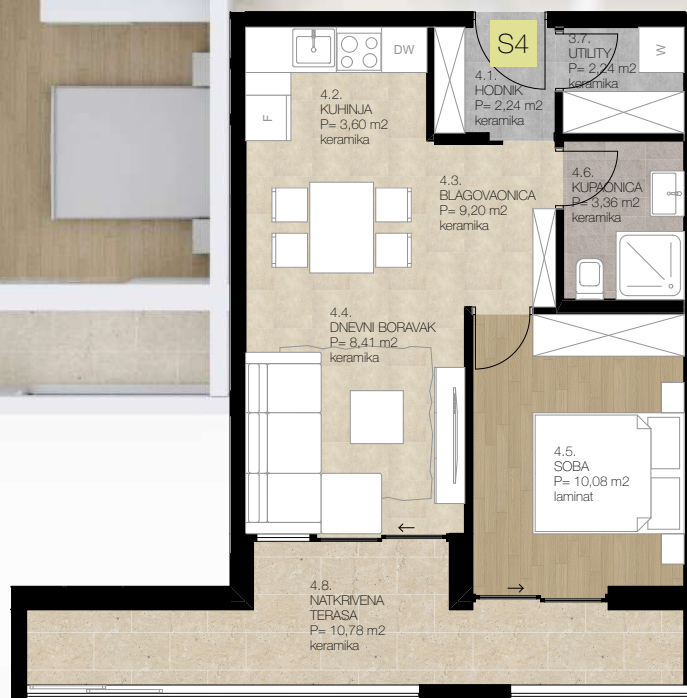 S4
DW
W
F
3.7.
UTILITY
P= 2,24 m2
keramika
4.1.
HODNIK
P= 2,24 m2
keramika
4.2.
KUHINJA
P= 3,60 m2
keramika
4.3.
BLAGOVAONICA
P= 9,20 m2
keramika
4.6.
KUPAONICA
P= 3,36 m2
keramika
4.4.
DNEVNI BORAVAK
P= 8,41 m2
keramika
4.5.
SOBA
P= 10,08 m2
laminat
4.8.
NATKRIVENA
TERASA
P= 10,78 m2
keramika